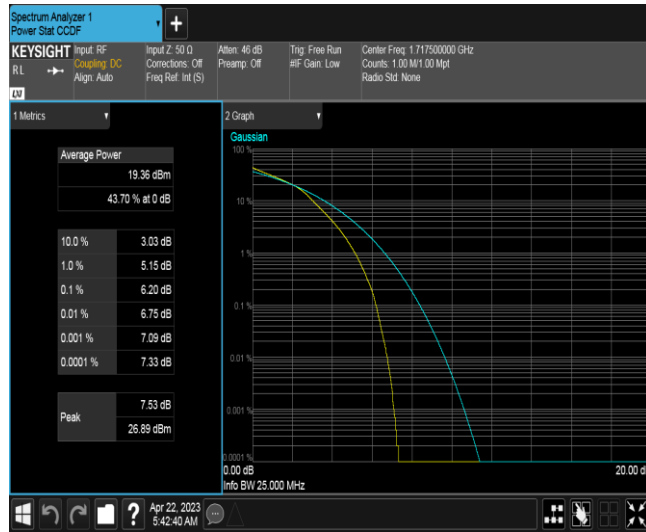 Spectrum Analyzer 1
Power Stat CCDF
+
KEYSIGHT
RL
LXI
Input: RF
Coupling: DC
Align: Auto
Input Z: 50 Ω
Corrections: Off
Freq Ref: Int (S)
Atten: 46 dB
Preamp: Off
Trig: Free Run
#IF Gain: Low
Center Freq: 1.717500000 GHz
Counts: 1.00 M/1.00 Mpt
Radio Std: None
1 Metrics
Average Power
19.36 dBm
43.70 % at 0 dB
10.0 % 3.03 dB
1.0 % 5.15 dB
0.1 % 6.20 dB
0.01 % 6.75 dB
0.001 % 7.09 dB
0.0001 % 7.33 dB
Peak
7.53 dB
26.89 dBm
2 Graph
Gaussian
100 %
10 %
1 %
0.1 %
0.01 %
0.001 %
0.0001 %
0.00 dB
20.00 d
Info BW 25.000 MHz
?
Apr 22, 2023
5:42:40 AM